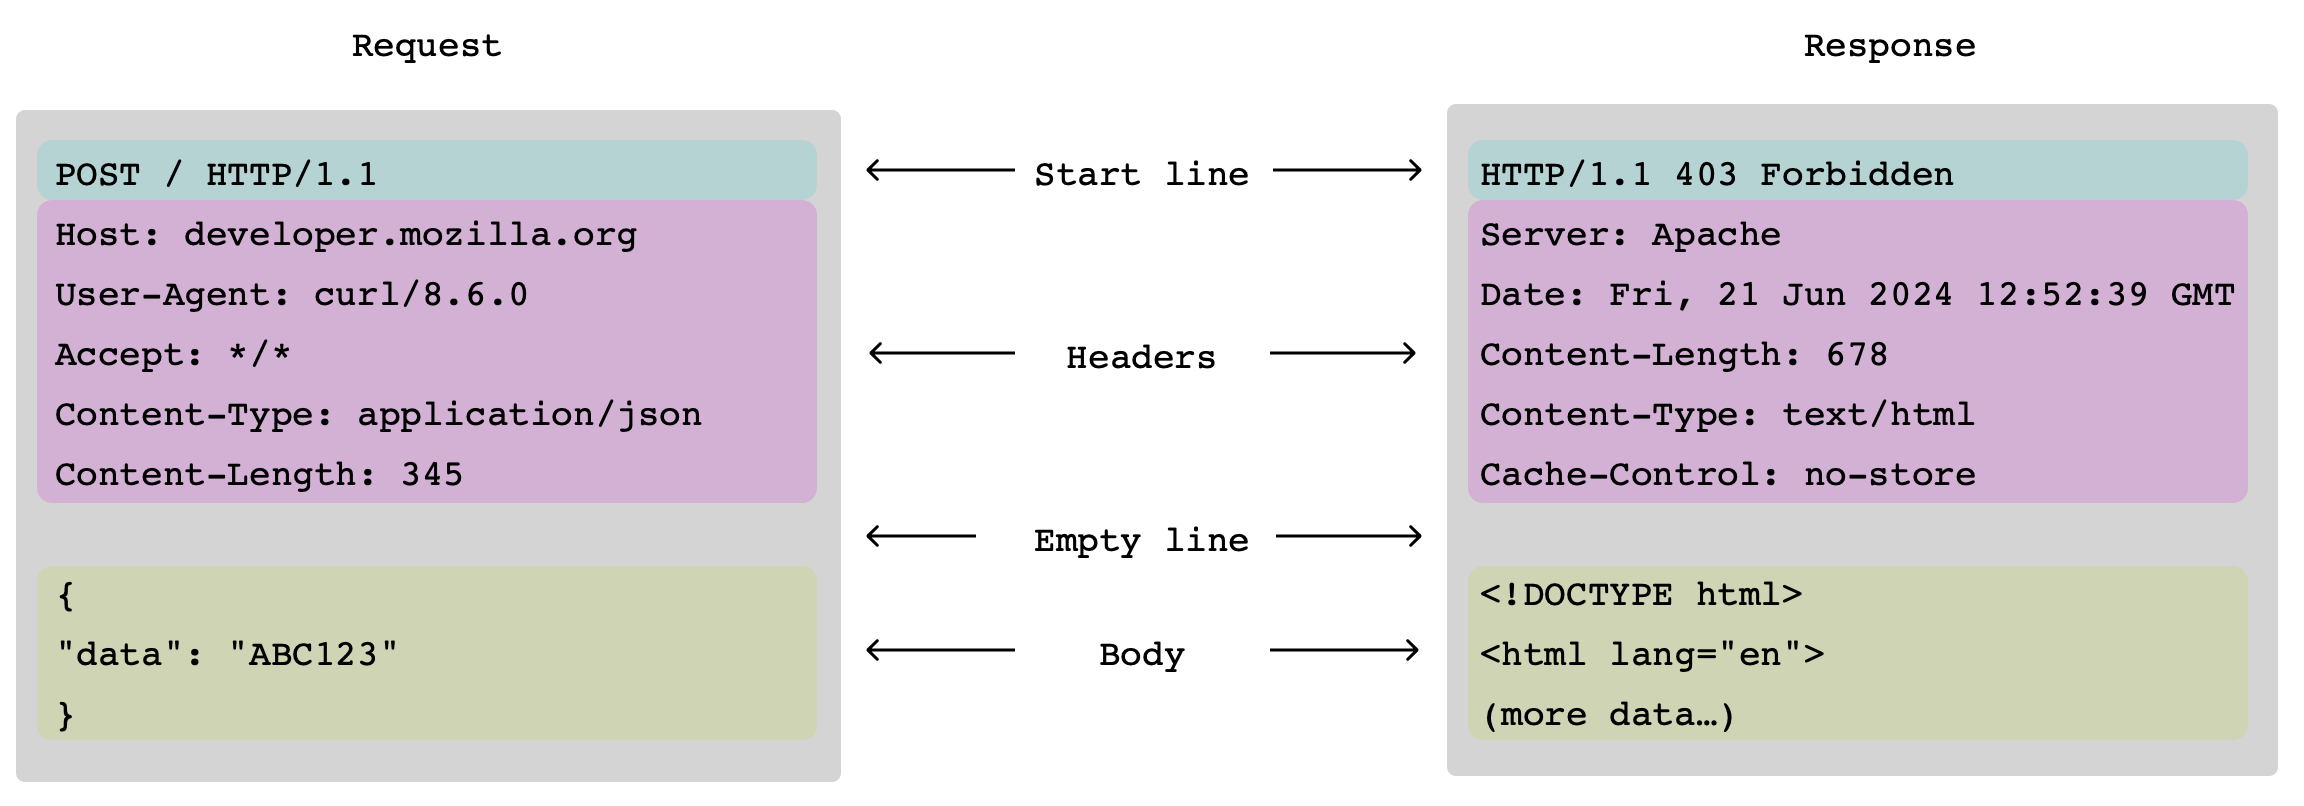 Request
Response
POST / HTTP/1.1
Host: developer.mozilla.org
User-Agent: curl/8.6.0
Accept: */*
Content-Type: application/json
Content-Length: 345
{
"data": "ABC123"
}
Start line
Headers
Empty line
Body
HTTP/1.1 403 Forbidden
Server: Apache
Date: Fri, 21 Jun 2024 12:52:39 GMT
Content-Length: 678
Content-Type: text/html
Cache-Control: no-store
<!DOCTYPE html>
<html lang="en">
(more data…)